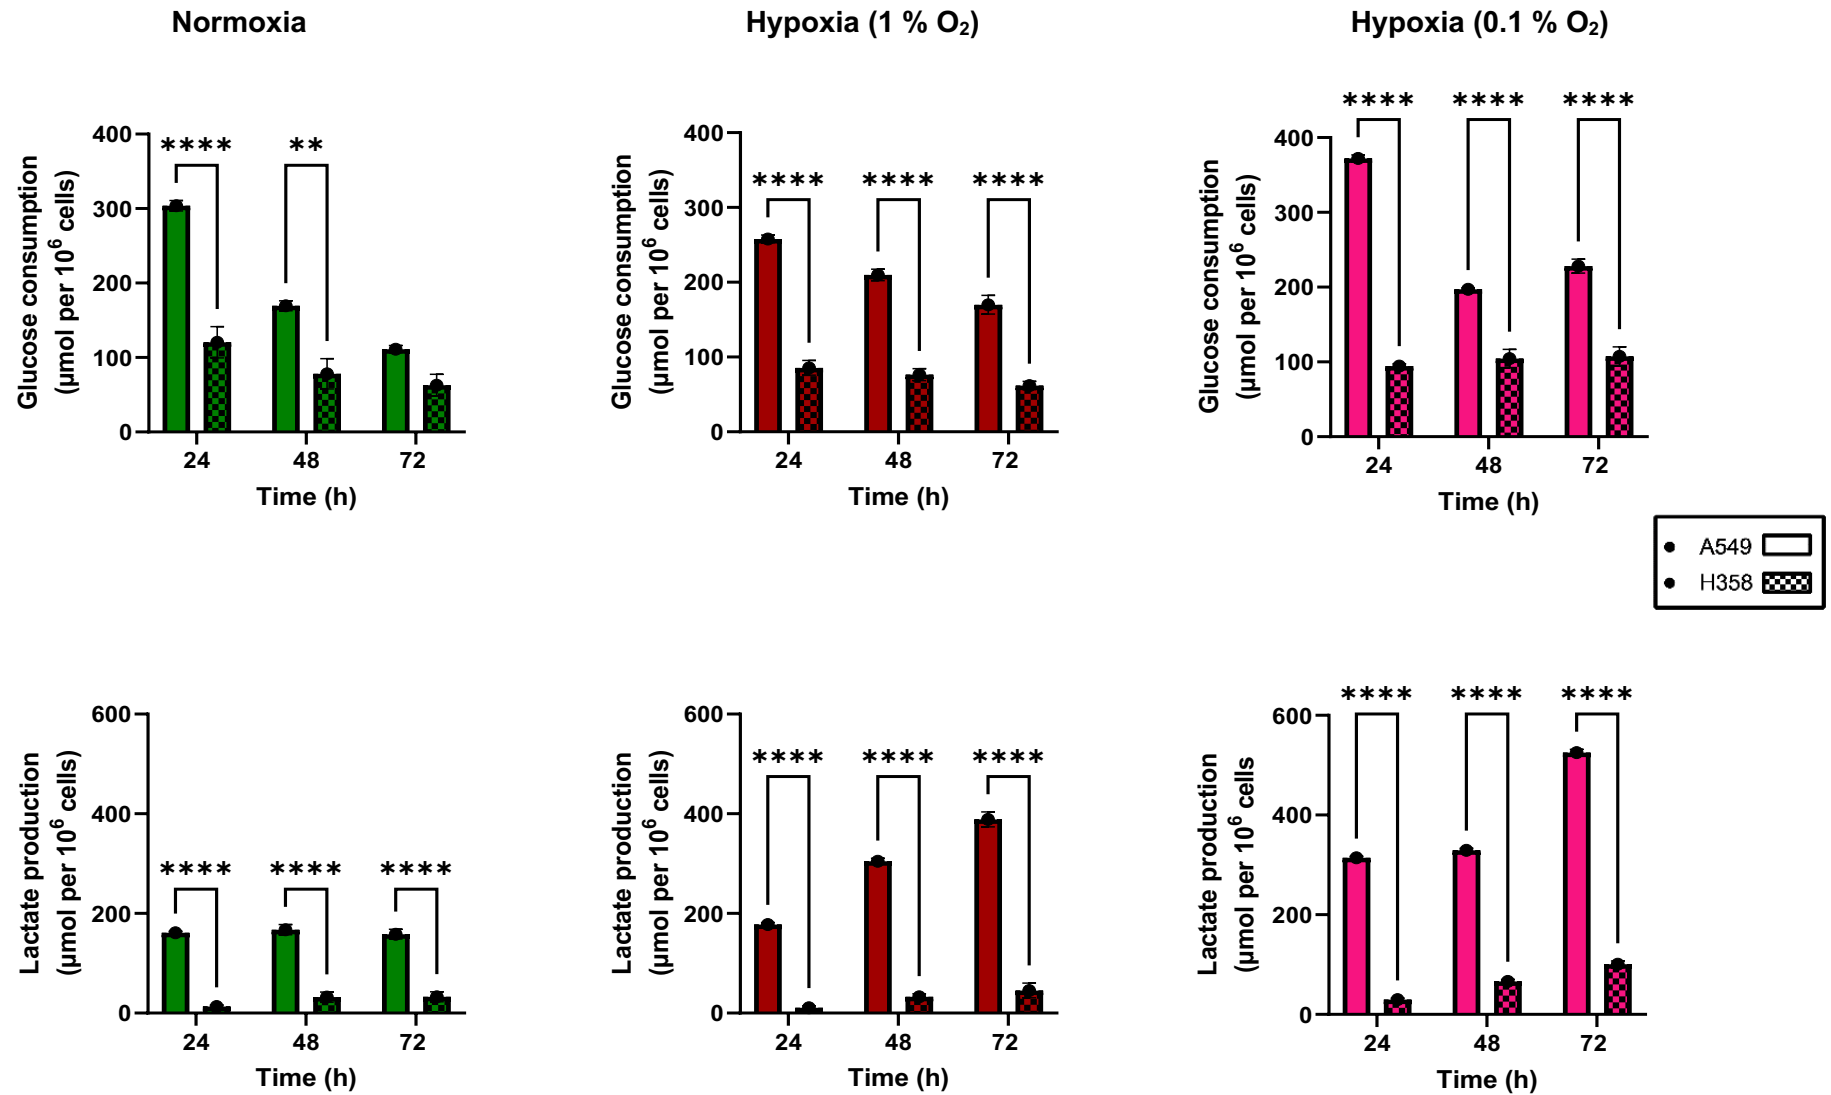 Normoxia
Hypoxia (1 % O₂)
Hypoxia (0.1 % O₂)
Glucose consumption
(µmol per 10⁶ cells)
400
300
200
100
0
****
**
24
48
72
Time (h)
Glucose consumption
(µmol per 10⁶ cells)
400
300
200
100
0
****
****
****
24
48
72
Time (h)
Glucose consumption
(µmol per 10⁶ cells)
400
300
200
100
0
****
****
****
24
48
72
Time (h)
A549
H358
Lactate production
(µmol per 10⁶ cells)
600
400
200
0
****
****
****
24
48
72
Time (h)
Lactate production
(µmol per 10⁶ cells)
600
400
200
0
****
****
****
24
48
72
Time (h)
Lactate production
(µmol per 10⁶ cells
600
400
200
0
****
****
****
24
48
72
Time (h)